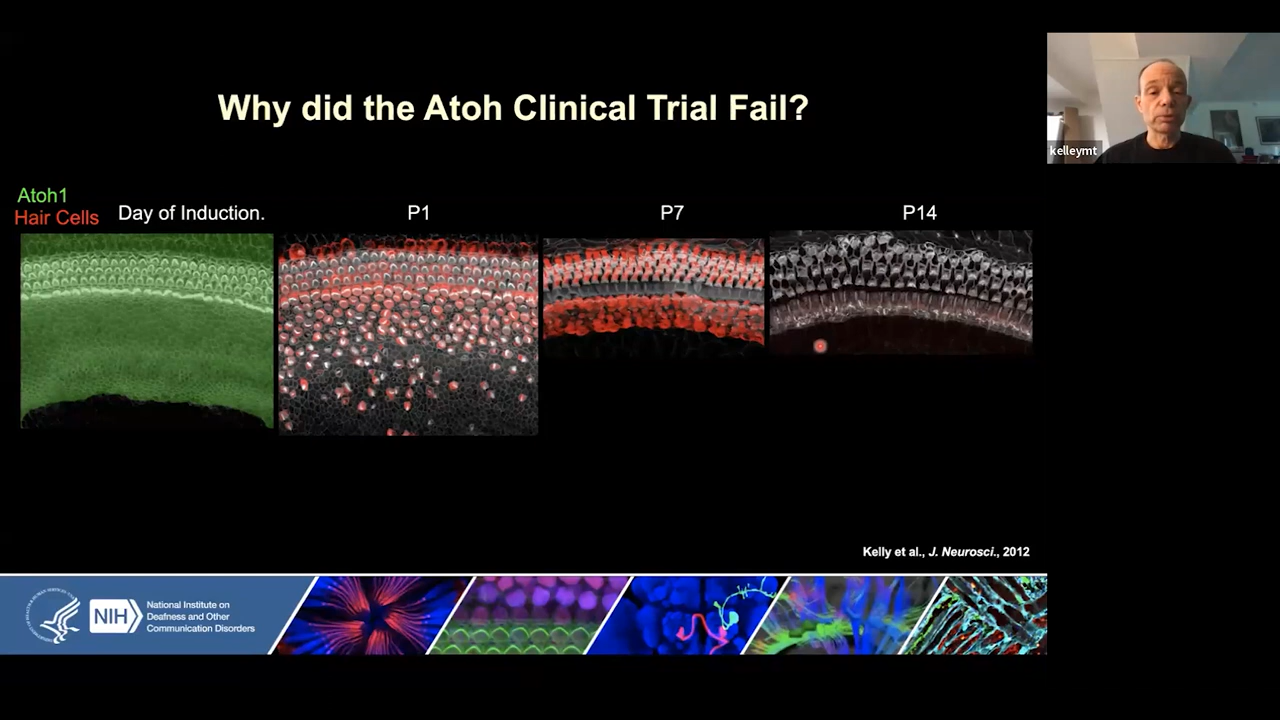 Why did the Atoh Clinical Trial Fail?
kelleymt
Atoh1
Hair Cells
Day of Induction.
P1
P7
P14
Kelly et al., J. Neurosci., 2012
NIH
National Institute on
Deafness and Other
Communication Disorders